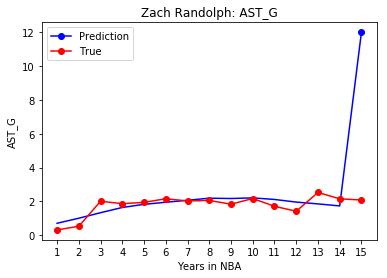 Zach Randolph: AST_G
Prediction
True
12
10
8
6
4
2
0
AST_G
1 2 3 4 5 6 7 8 9 10 11 12 13 14 15
Years in NBA